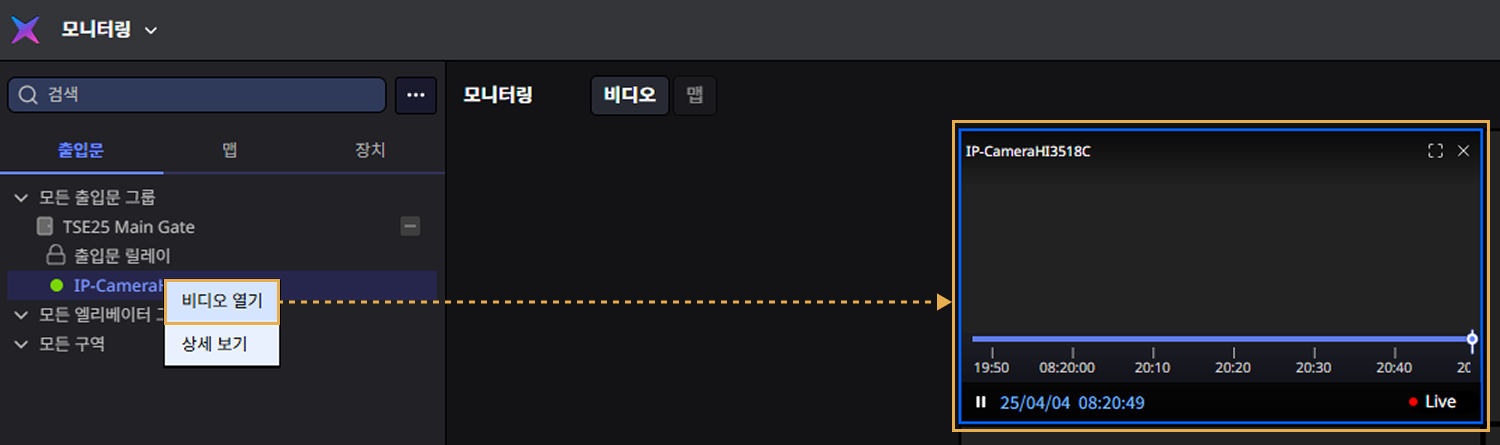 모니터링
검색
모니터링 비디오 맵
출입문 맵 장치
IP-CameraHI3518C
모든 출입문 그룹
TSE25 Main Gate
출입문 릴레이
IP-CameraH
비디오 열기
모든 엘리베이터 그
모든 구역
상세 보기
19:50 08:20:00 20:10 20:20 20:30 20:40 20
25/04/04 08:20:49 Live